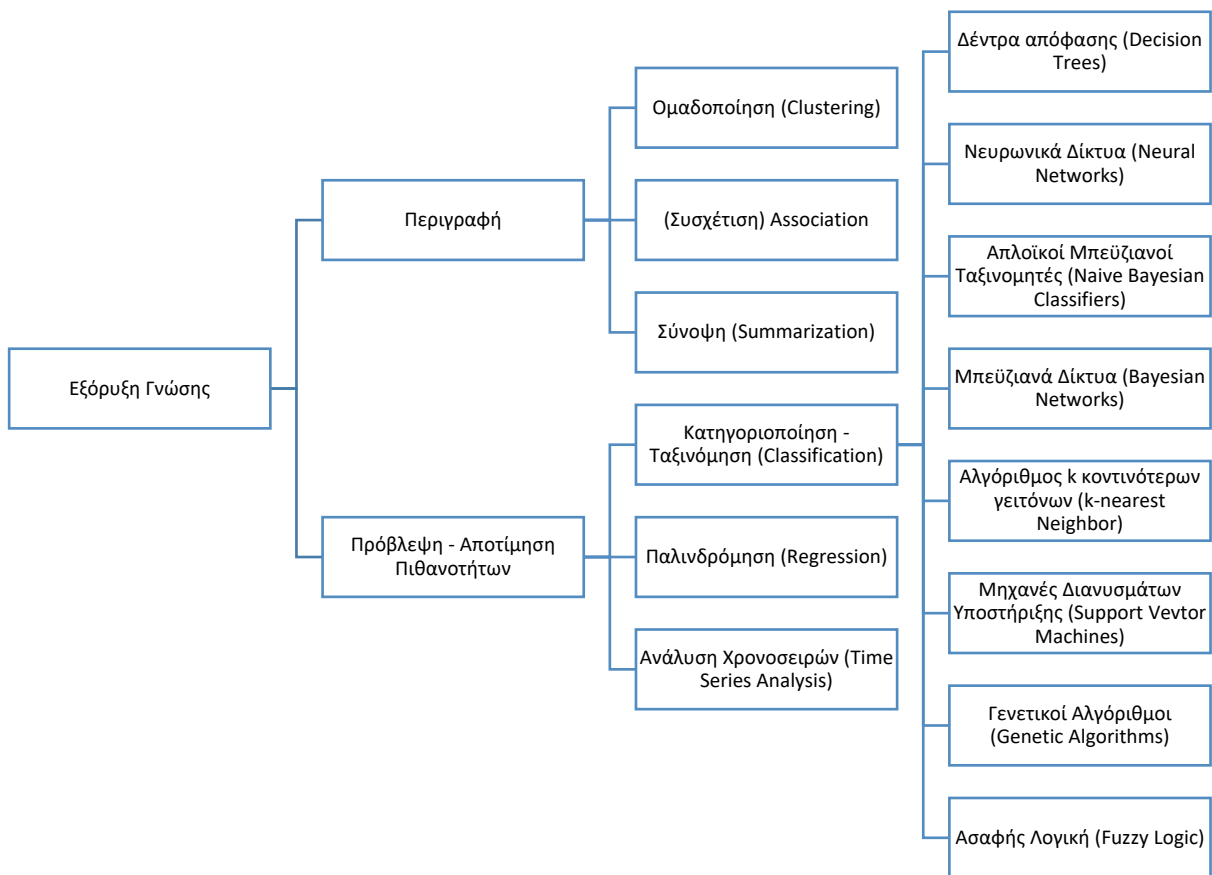 Εξόρυξη Γνώσης
Περιγραφή
Ομαδοποίηση (Clustering)
(Συσχέτιση) Association
Σύνοψη (Summarization)
Πρόβλεψη - Αποτίμηση
Πιθανοτήτων
Κατηγοριοποίηση -
Ταξινόμηση (Classification)
Δέντρα απόφασης (Decision
Trees)
Νευρωνικά Δίκτυα (Neural
Networks)
Απλοϊκοί Μπεϋζιανοί
Ταξινομητές (Naive Bayesian
Classifiers)
Μπεϋζιανά Δίκτυα (Bayesian
Networks)
Αλγόριθμος k κοντινότερων
γειτόνων (k-nearest
Neighbor)
Μηχανές Διανυσμάτων
Υποστήριξης (Support Vevtor
Machines)
Γενετικοί Αλγόριθμοι
(Genetic Algorithms)
Ασαφής Λογική (Fuzzy Logic)
Παλινδρόμηση (Regression)
Ανάλυση Χρονοσειρών (Time
Series Analysis)